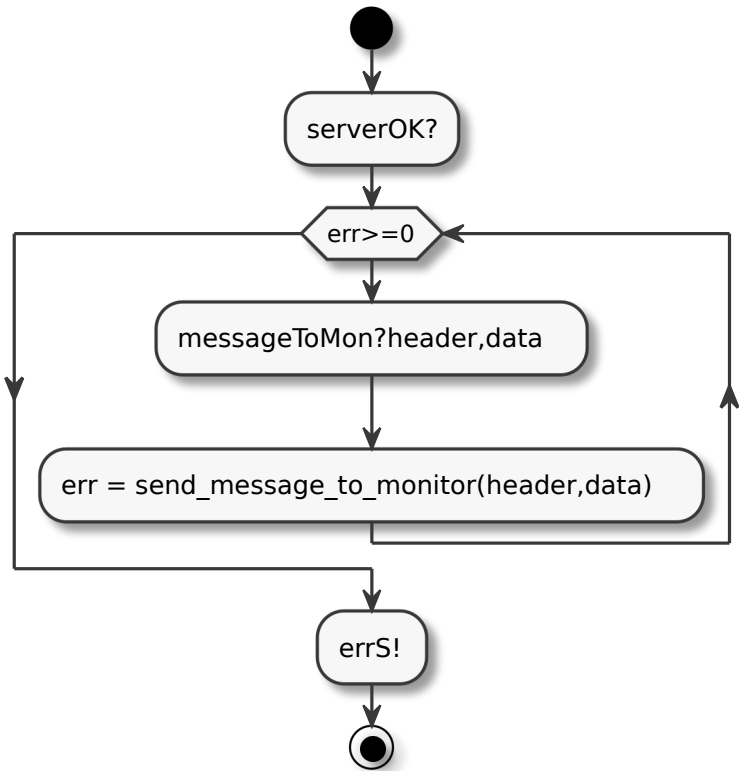 serverOK?
err>=0
messageToMon?header,data
err = send_message_to_monitor(header,data)
errS!